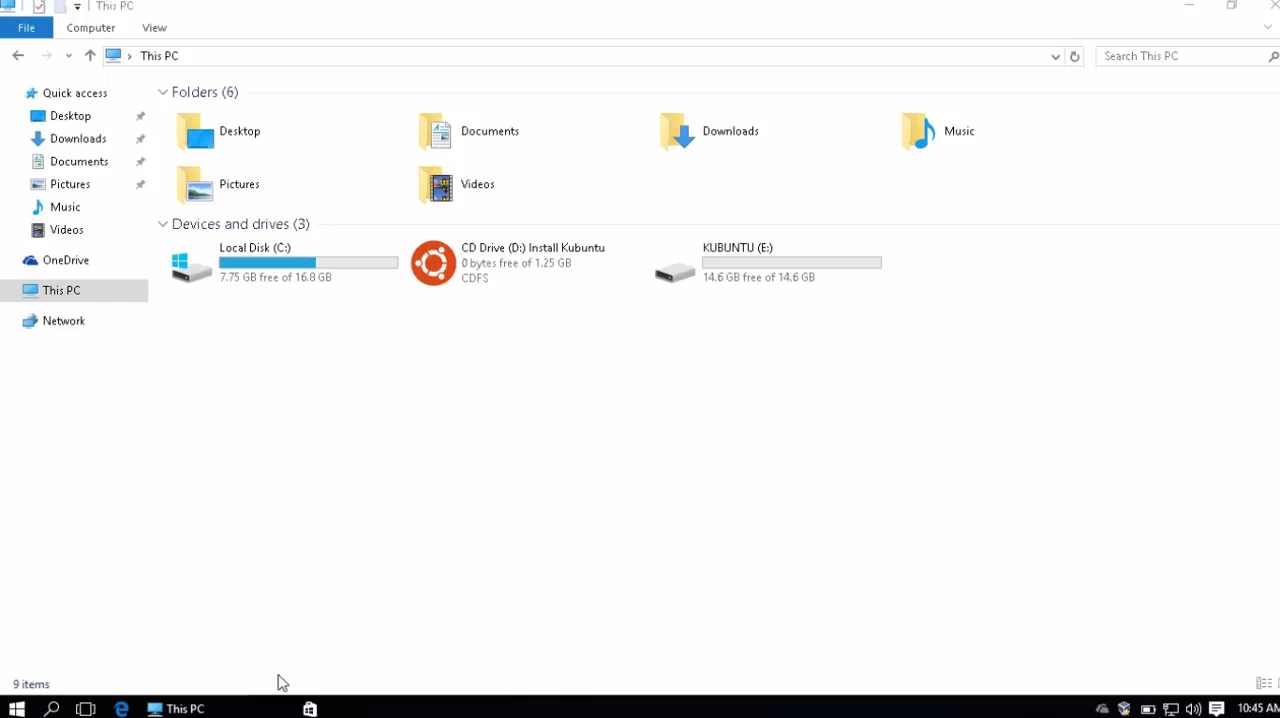 This PC
File Computer View
This PC
Search This PC
Quick access
Desktop
Downloads
Documents
Pictures
Music
Videos
OneDrive
This PC
Network
Folders (6)
Desktop
Documents
Downloads
Music
Pictures
Videos
Devices and drives (3)
Local Disk (C:)
7.75 GB free of 16.8 GB
CD Drive (D:) Install Kubuntu
0 bytes free of 1.25 GB
CDFS
KUBUNTU (E:)
14.6 GB free of 14.6 GB
9 items
This PC
10:45 AM